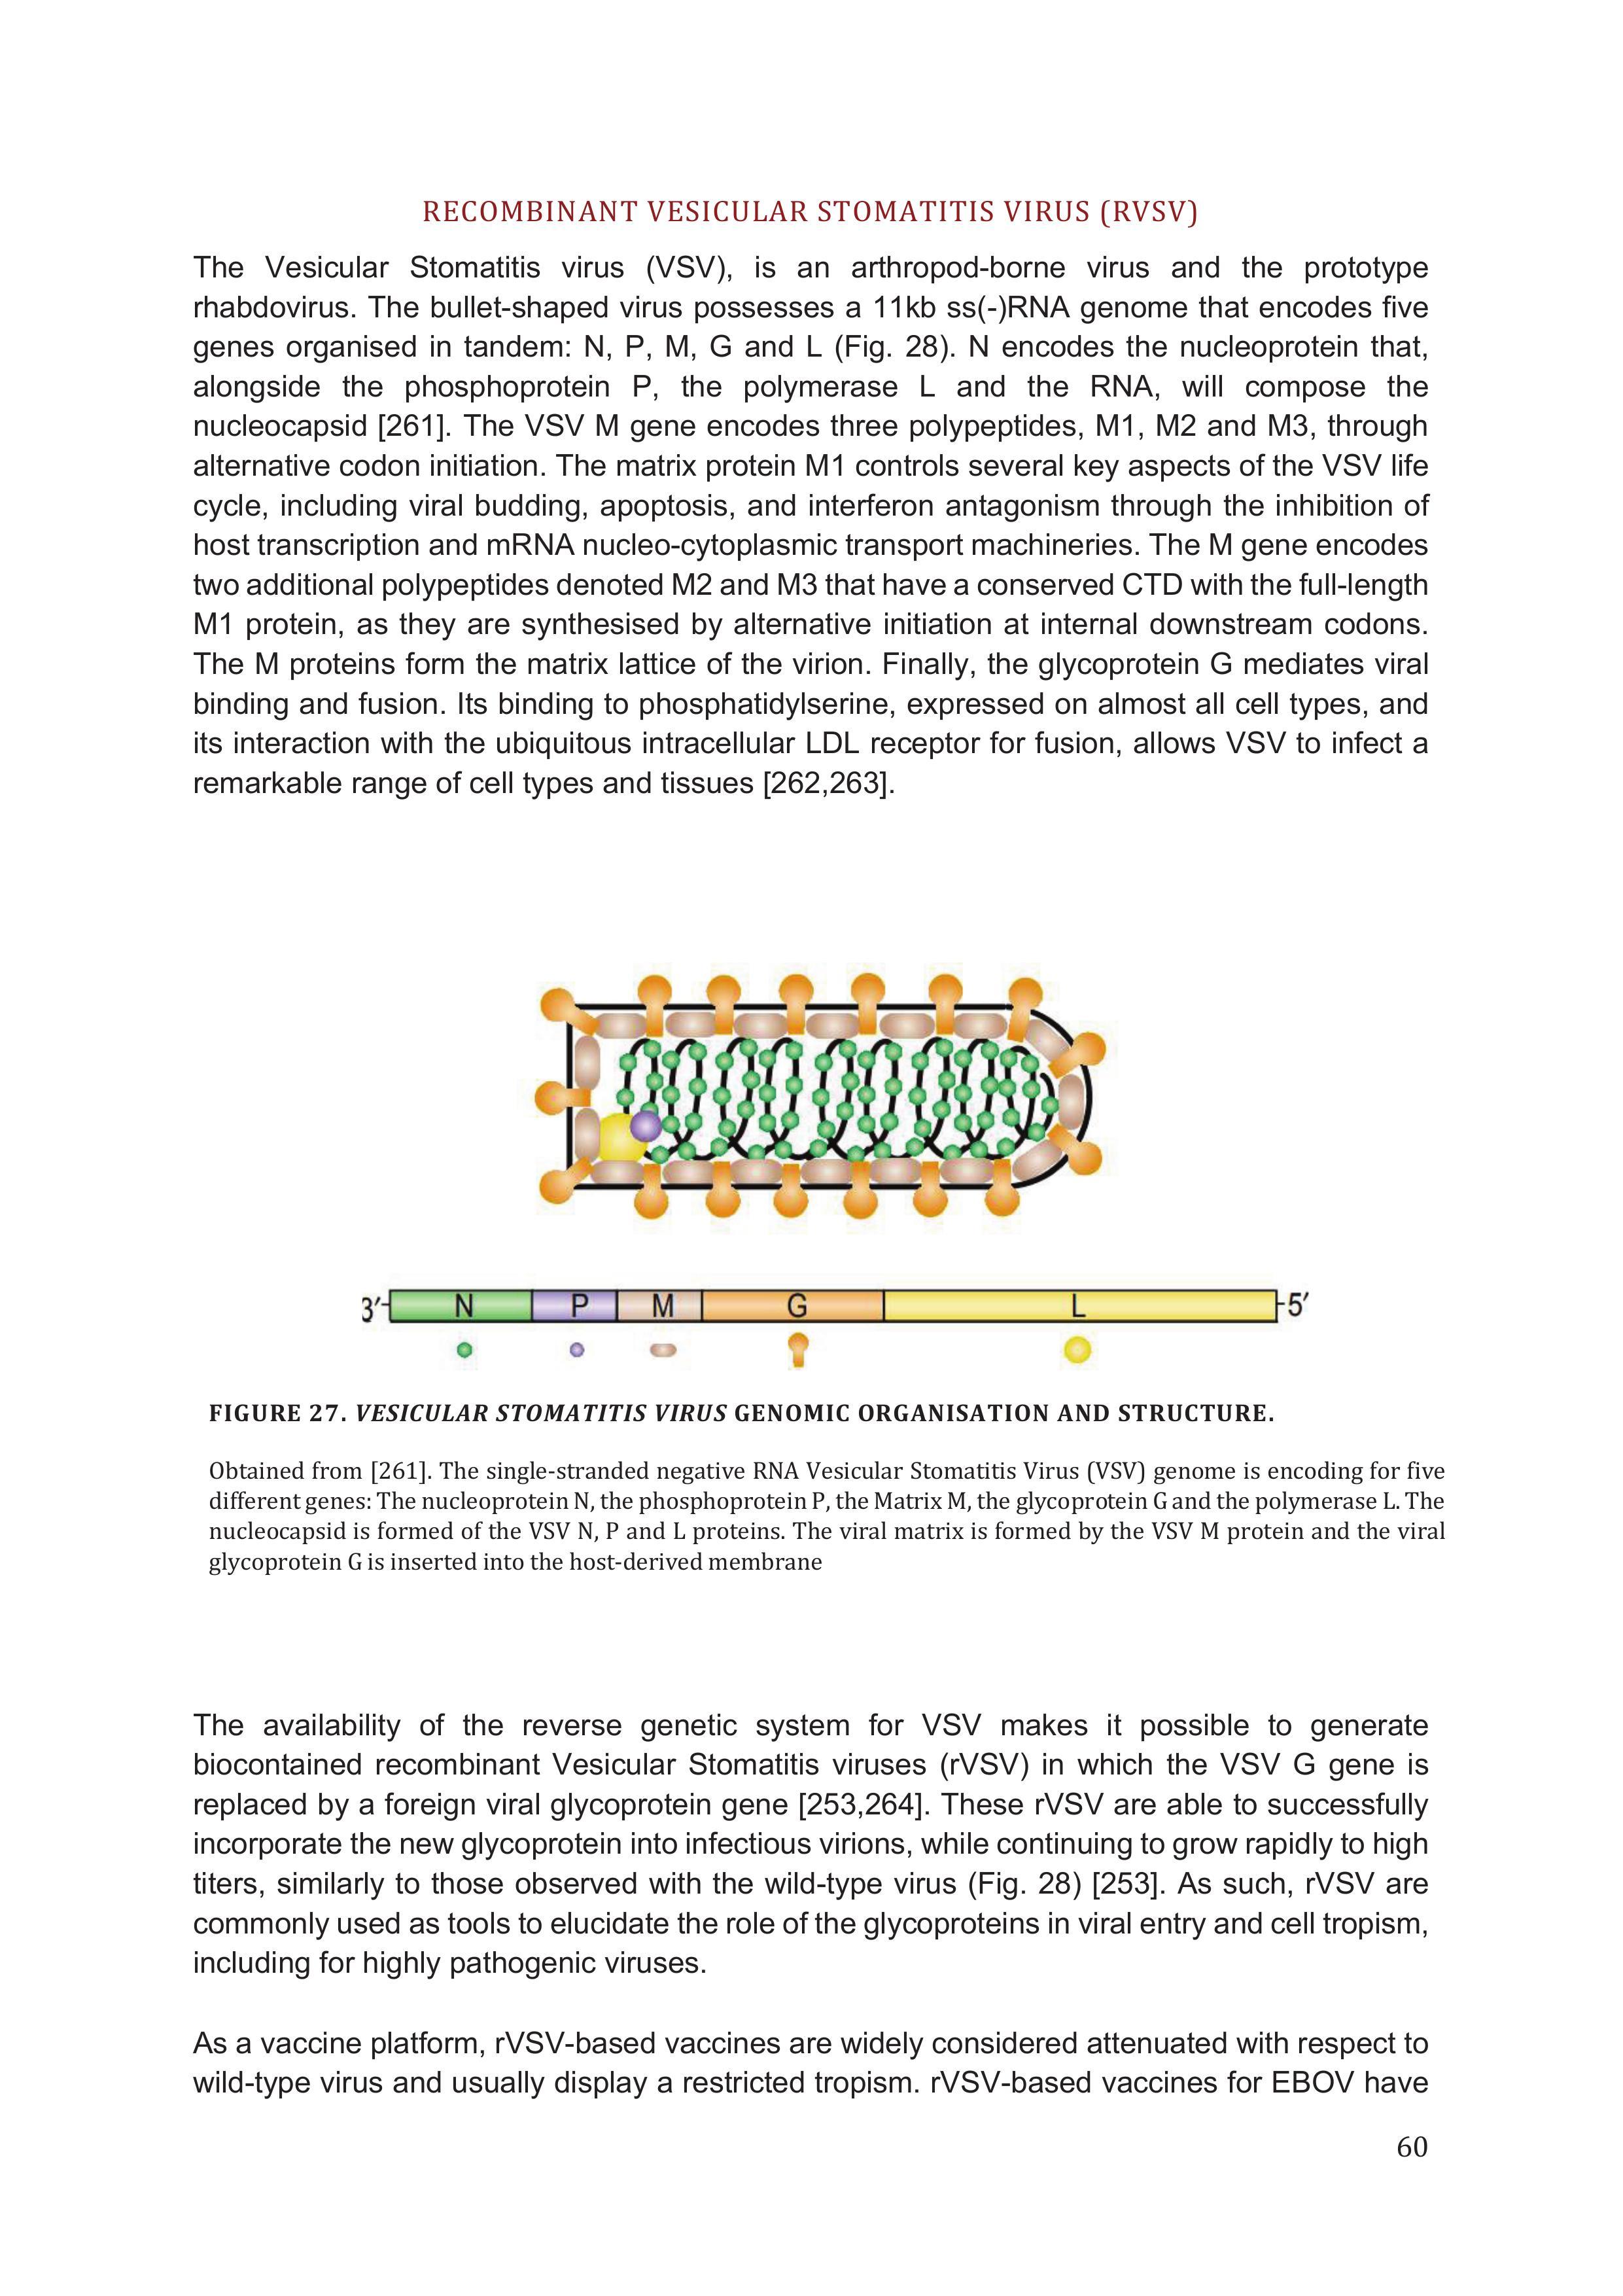 RECOMBINANT VESICULAR STOMATITIS VIRUS (RVSV)
The Vesicular Stomatitis virus (VSV), is an arthropod-borne virus and the prototype
rhabdovirus. The bullet-shaped virus possesses a 11kb ss(-)RNA genome that encodes five
genes organised in tandem: N, P, M, G and L (Fig. 28). N encodes the nucleoprotein that,
alongside the phosphoprotein P, the polymerase L and the RNA, will compose the
nucleocapsid [261]. The VSV M gene encodes three polypeptides, M1, M2 and M3, through
alternative codon initiation. The matrix protein M1 controls several key aspects of the VSV life
cycle, including viral budding, apoptosis, and interferon antagonism through the inhibition of
host transcription and mRNA nucleo-cytoplasmic transport machineries. The M gene encodes
two additional polypeptides denoted M2 and M3 that have a conserved CTD with the full-length
M1 protein, as they are synthesised by alternative initiation at internal downstream codons.
The M proteins form the matrix lattice of the virion. Finally, the glycoprotein G mediates viral
binding and fusion. Its binding to phosphatidylserine, expressed on almost all cell types, and
its interaction with the ubiquitous intracellular LDL receptor for fusion, allows VSV to infect a
remarkable range of cell types and tissues [262,263].
3′ N P M G L 5′
FIGURE 27. VESICULAR STOMATITIS VIRUS GENOMIC ORGANISATION AND STRUCTURE.
Obtained from [261]. The single-stranded negative RNA Vesicular Stomatitis Virus (VSV) genome is encoding for five
different genes: The nucleoprotein N, the phosphoprotein P, the Matrix M, the glycoprotein G and the polymerase L. The
nucleocapsid is formed of the VSV N, P and L proteins. The viral matrix is formed by the VSV M protein and the viral
glycoprotein G is inserted into the host-derived membrane
The availability of the reverse genetic system for VSV makes it possible to generate
biocontained recombinant Vesicular Stomatitis viruses (rVSV) in which the VSV G gene is
replaced by a foreign viral glycoprotein gene [253,264]. These rVSV are able to successfully
incorporate the new glycoprotein into infectious virions, while continuing to grow rapidly to high
titers, similarly to those observed with the wild-type virus (Fig. 28) [253]. As such, rVSV are
commonly used as tools to elucidate the role of the glycoproteins in viral entry and cell tropism,
including for highly pathogenic viruses.
As a vaccine platform, rVSV-based vaccines are widely considered attenuated with respect to
wild-type virus and usually display a restricted tropism. rVSV-based vaccines for EBOV have
60